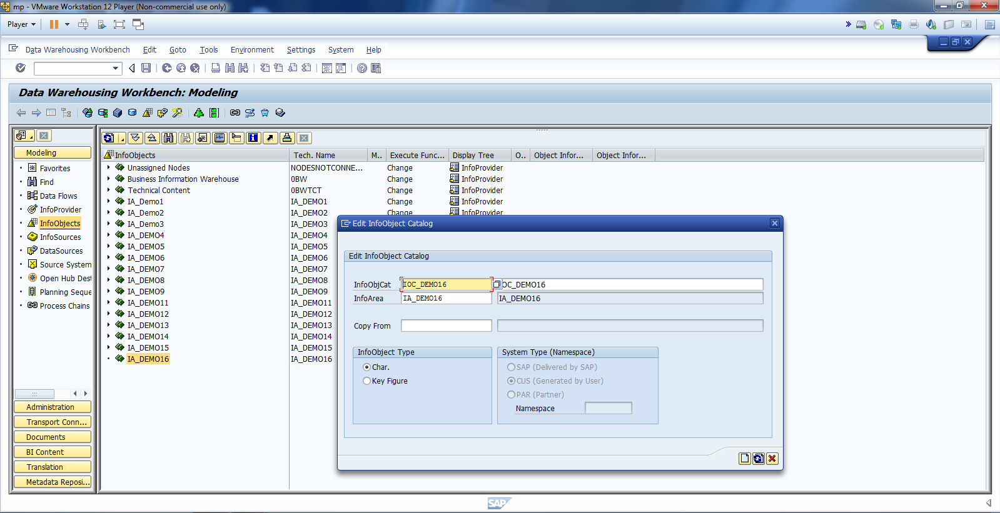 mp - VMware Workstation 12 Player (Non-commercial use only)
Player
Data Warehousing Workbench Edit Goto Tools Environment Settings System Help
Data Warehousing Workbench: Modeling
Modeling
Favorites
Find
Data Flows
InfoProvider
InfoObjects
InfoSources
DataSources
Source System
Open Hub Dest
Planning Seque
Process Chains
Administration
Transport Conn...
Documents
BI Content
Translation
Metadata Reposi...
InfoObjects Tech. Name M.. Execute Func... Display Tree O.. Object Infor... Object Infor...
Unassigned Nodes NODESNOTCONNE... Change InfoProvider
Business Information Warehouse 0BW Change InfoProvider
Technical Content 0BWTCT Change InfoProvider
IA_Demo1 IA_DEMO1 Change InfoProvider
IA_Demo2 IA_DEMO2 Change InfoProvider
IA_Demo3 IA_DEMO3
IA_DEMO4 IA_DEMO4
IA_DEMO5 IA_DEMO5
IA_DEMO6 IA_DEMO6
IA_DEMO7 IA_DEMO7
IA_DEMO8 IA_DEMO8
IA_DEMO9 IA_DEMO9
IA_DEMO11 IA_DEMO11
IA_DEMO12 IA_DEMO12
IA_DEMO13 IA_DEMO13
IA_DEMO14 IA_DEMO14
IA_DEMO15 IA_DEMO15
IA_DEMO16 IA_DEMO16
Edit InfoObject Catalog
Edit InfoObject Catalog
InfoObjCat IOC_DEMO16 OC_DEMO16
InfoArea IA_DEMO16 IA_DEMO16
Copy From
InfoObject Type
Char.
Key Figure
System Type (Namespace)
SAP (Delivered by SAP)
CUS (Generated by User)
PAR (Partner)
Namespace
SAP